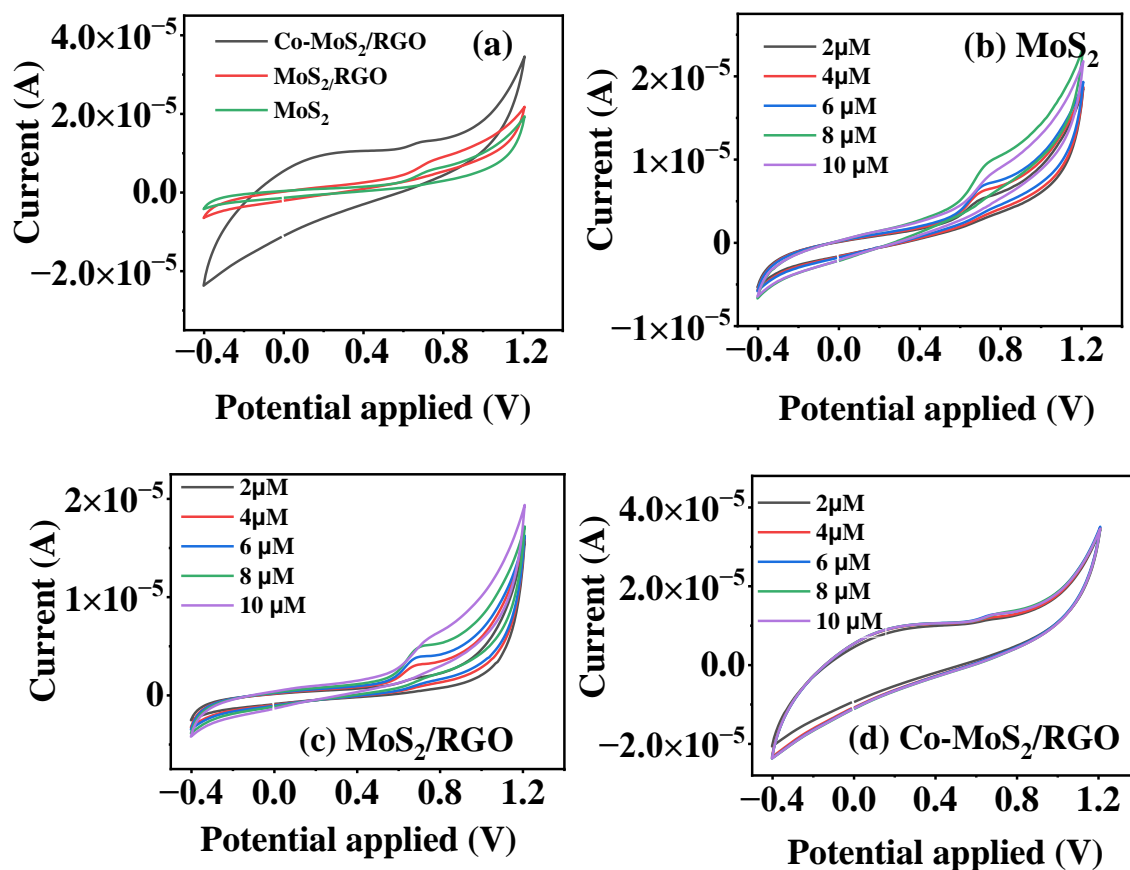 (a)
Co-MoS₂/RGO
MoS₂/RGO
MoS₂
4.0×10⁻⁵
2.0×10⁻⁵
0.0
−2.0×10⁻⁵
Current (A)
−0.4 0.0 0.4 0.8 1.2
Potential applied (V)
(b) MoS₂
2μM
4μM
6 μM
8 μM
10 μM
2×10⁻⁵
1×10⁻⁵
0
−1×10⁻⁵
Current (A)
−0.4 0.0 0.4 0.8 1.2
Potential applied (V)
2μM
4μM
6 μM
8 μM
10 μM
2×10⁻⁵
1×10⁻⁵
0
Current (A)
(c) MoS₂/RGO
−0.4 0.0 0.4 0.8 1.2
Potential applied (V)
2μM
4μM
6 μM
8 μM
10 μM
4.0×10⁻⁵
2.0×10⁻⁵
0.0
−2.0×10⁻⁵
Current (A)
(d) Co-MoS₂/RGO
−0.4 0.0 0.4 0.8 1.2
Potential applied (V)